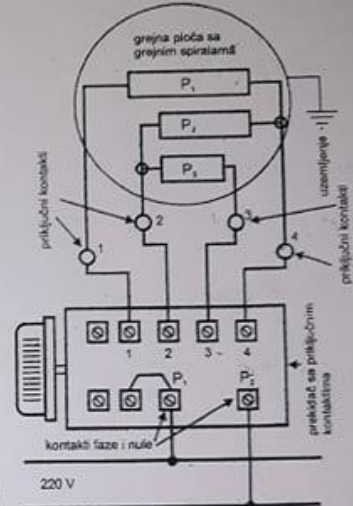 grejna ploča sa
grejnim spiralama
P₁
P₂
P₃
uzemljenje
priključni kontakti
1
2
3
4
priključni kontakti
1
2
3
4
P₁
P₂
prekidač sa priključnim
kontaktima
kontakti faze i nule
220 V